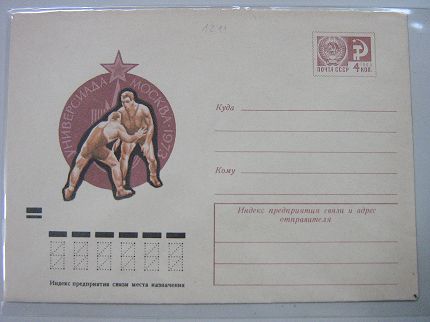 1211
УНИВЕРСИАДА МОСКВА·1973
ПОЧТА СССР 4 КОП.
Куда
Кому
Индекс предприятия связи и адрес
отправителя
Индекс предприятия связи места назначения